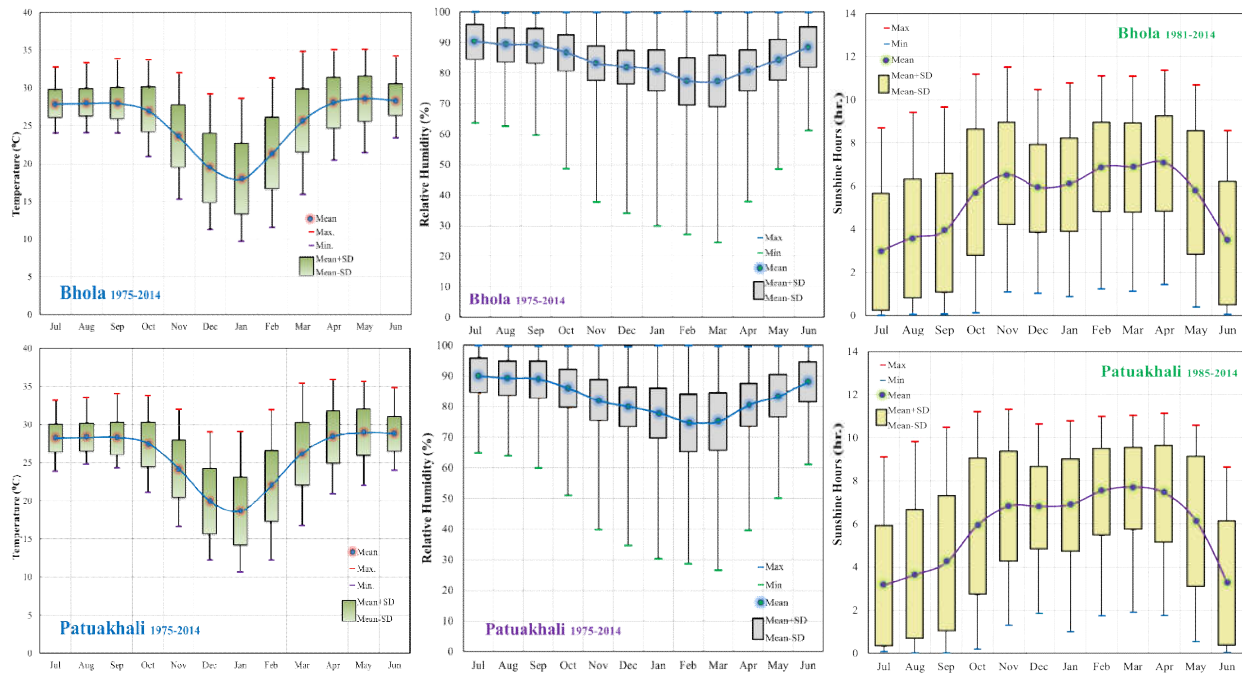 40
35
30
25
20
15
10
5
0
Temperature (°C)
Mean
Max.
Min.
Mean+SD
Mean-SD
Bhola 1975-2014
Jul Aug Sep Oct Nov Dec Jan Feb Mar Apr May Jun
100
90
80
70
60
50
40
30
20
10
0
Relative Humidity (%)
Max
Min
Mean
Mean+SD
Mean-SD
Bhola 1975-2014
Jul Aug Sep Oct Nov Dec Jan Feb Mar Apr May Jun
14
12
10
8
6
4
2
0
Sunshine Hours (hr.)
Max
Min
Mean
Mean+SD
Mean-SD
Bhola 1981-2014
Jul Aug Sep Oct Nov Dec Jan Feb Mar Apr May Jun
40
35
30
25
20
15
10
5
0
Temperature (°C)
Mean
Max.
Min.
Mean+SD
Mean-SD
Patuakhali 1975-2014
Jul Aug Sep Oct Nov Dec Jan Feb Mar Apr May Jun
100
90
80
70
60
50
40
30
20
10
0
Relative Humidity (%)
Max
Min
Mean
Mean+SD
Mean-SD
Patuakhali 1975-2014
Jul Aug Sep Oct Nov Dec Jan Feb Mar Apr May Jun
14
12
10
8
6
4
2
0
Sunshine Hours (hr.)
Max
Min
Mean
Mean+SD
Mean-SD
Patuakhali 1985-2014
Jul Aug Sep Oct Nov Dec Jan Feb Mar Apr May Jun